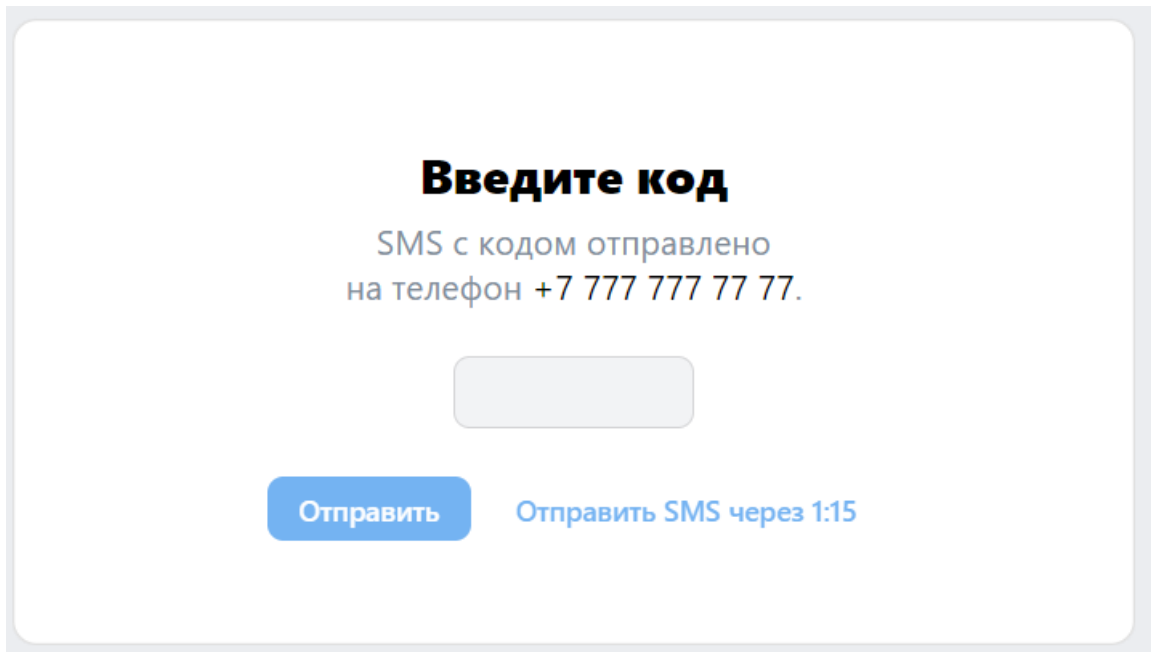 Введите код
SMS с кодом отправлено
на телефон +7 777 777 77 77.
Отправить
Отправить SMS через 1:15